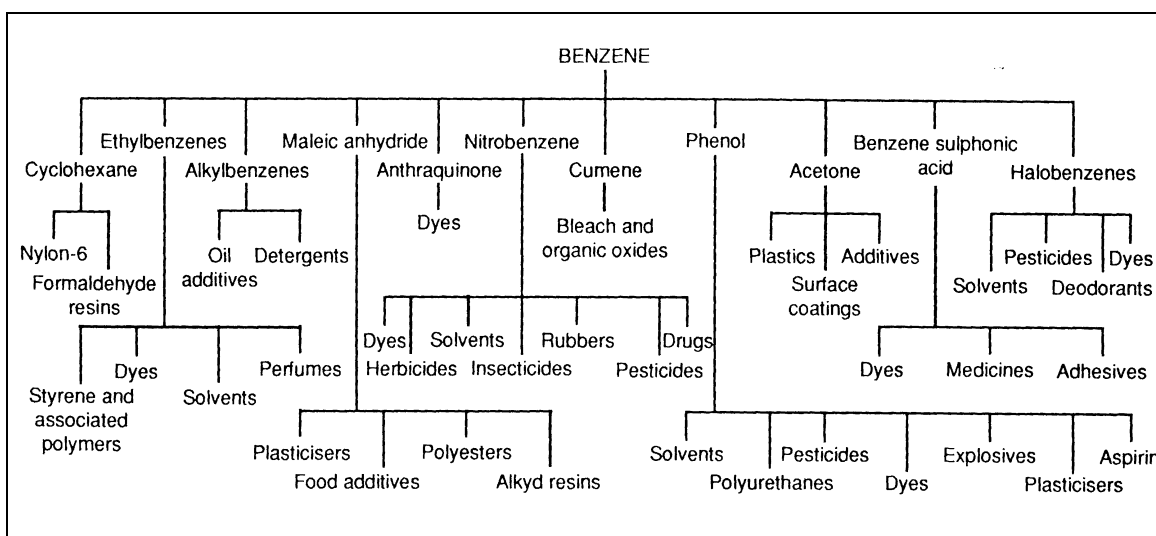 BENZENE
Ethylbenzenes
Maleic anhydride
Nitrobenzene
Phenol
Benzene sulphonic
acid
Cyclohexane
Alkylbenzenes
Anthraquinone
Cumene
Acetone
Halobenzenes
Dyes
Bleach and
organic oxides
Nylon-6
Formaldehyde
resins
Oil
additives
Detergents
Plastics
Surface
coatings
Additives
Solvents
Pesticides
Deodorants
Dyes
Dyes
Herbicides
Solvents
Insecticides
Rubbers
Pesticides
Drugs
Styrene and
associated
polymers
Dyes
Solvents
Perfumes
Dyes
Medicines
Adhesives
Plasticisers
Food additives
Polyesters
Alkyd resins
Solvents
Polyurethanes
Pesticides
Dyes
Explosives
Plasticisers
Aspirin